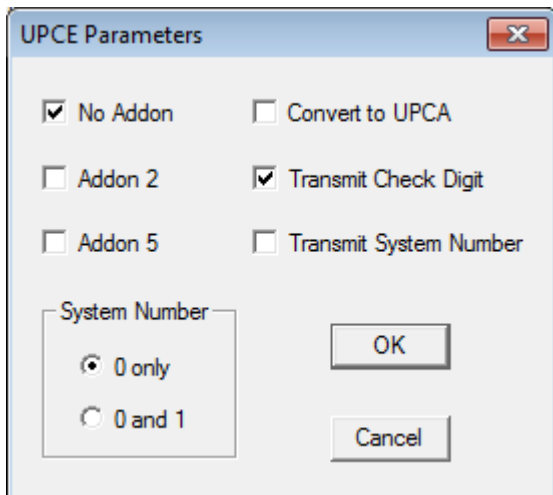 UPCE Parameters
No Addon
Convert to UPCA
Addon 2
Transmit Check Digit
Addon 5
Transmit System Number
System Number
0 only
0 and 1
OK
Cancel